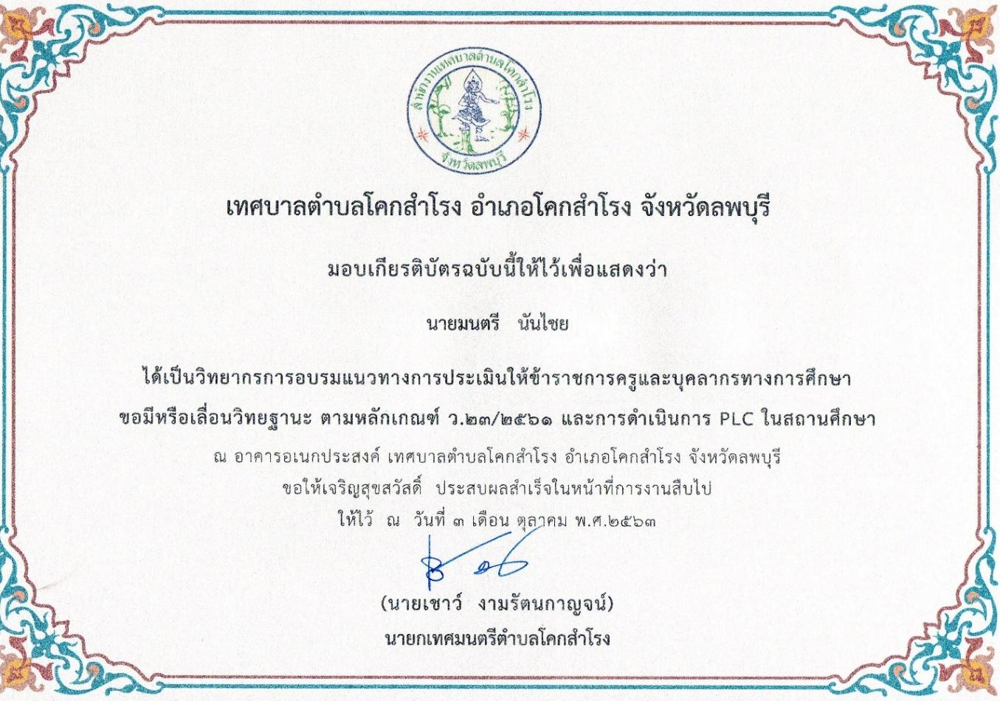 สำนักงานเทศบาลตำบลโคกสำโรง
จังหวัดลพบุรี
เทศบาลตำบลโคกสำโรง อำเภอโคกสำโรง จังหวัดลพบุรี
มอบเกียรติบัตรฉบับนี้ให้ไว้เพื่อแสดงว่า
นายมนตรี นันไชย
ได้เป็นวิทยากรการอบรมแนวทางการประเมินให้ข้าราชการครูและบุคลากรทางการศึกษา
ขอมีหรือเลื่อนวิทยฐานะ ตามหลักเกณฑ์ ว.๒๓/๒๕๖๑ และการดำเนินการ PLC ในสถานศึกษา
ณ อาคารอเนกประสงค์ เทศบาลตำบลโคกสำโรง อำเภอโคกสำโรง จังหวัดลพบุรี
ขอให้เจริญสุขสวัสดิ์ ประสบผลสำเร็จในหน้าที่การงานสืบไป
ให้ไว้ ณ วันที่ ๓ เดือน ตุลาคม พ.ศ.๒๕๖๓
(นายเชาว์ งามรัตนกาญจน์)
นายกเทศมนตรีตำบลโคกสำโรง